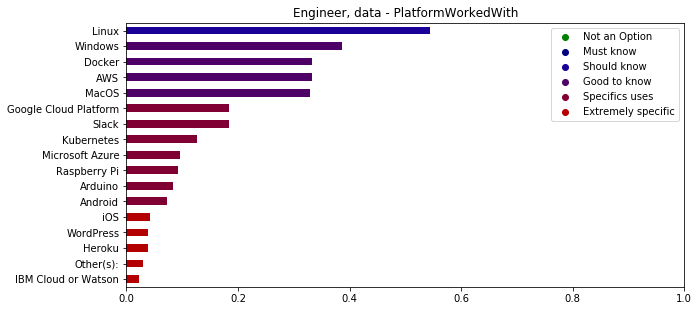 Engineer, data - PlatformWorkedWith
Linux
Windows
Docker
AWS
MacOS
Google Cloud Platform
Slack
Kubernetes
Microsoft Azure
Raspberry Pi
Arduino
Android
iOS
WordPress
Heroku
Other(s):
IBM Cloud or Watson
Not an Option
Must know
Should know
Good to know
Specifics uses
Extremely specific
0.0 0.2 0.4 0.6 0.8 1.0